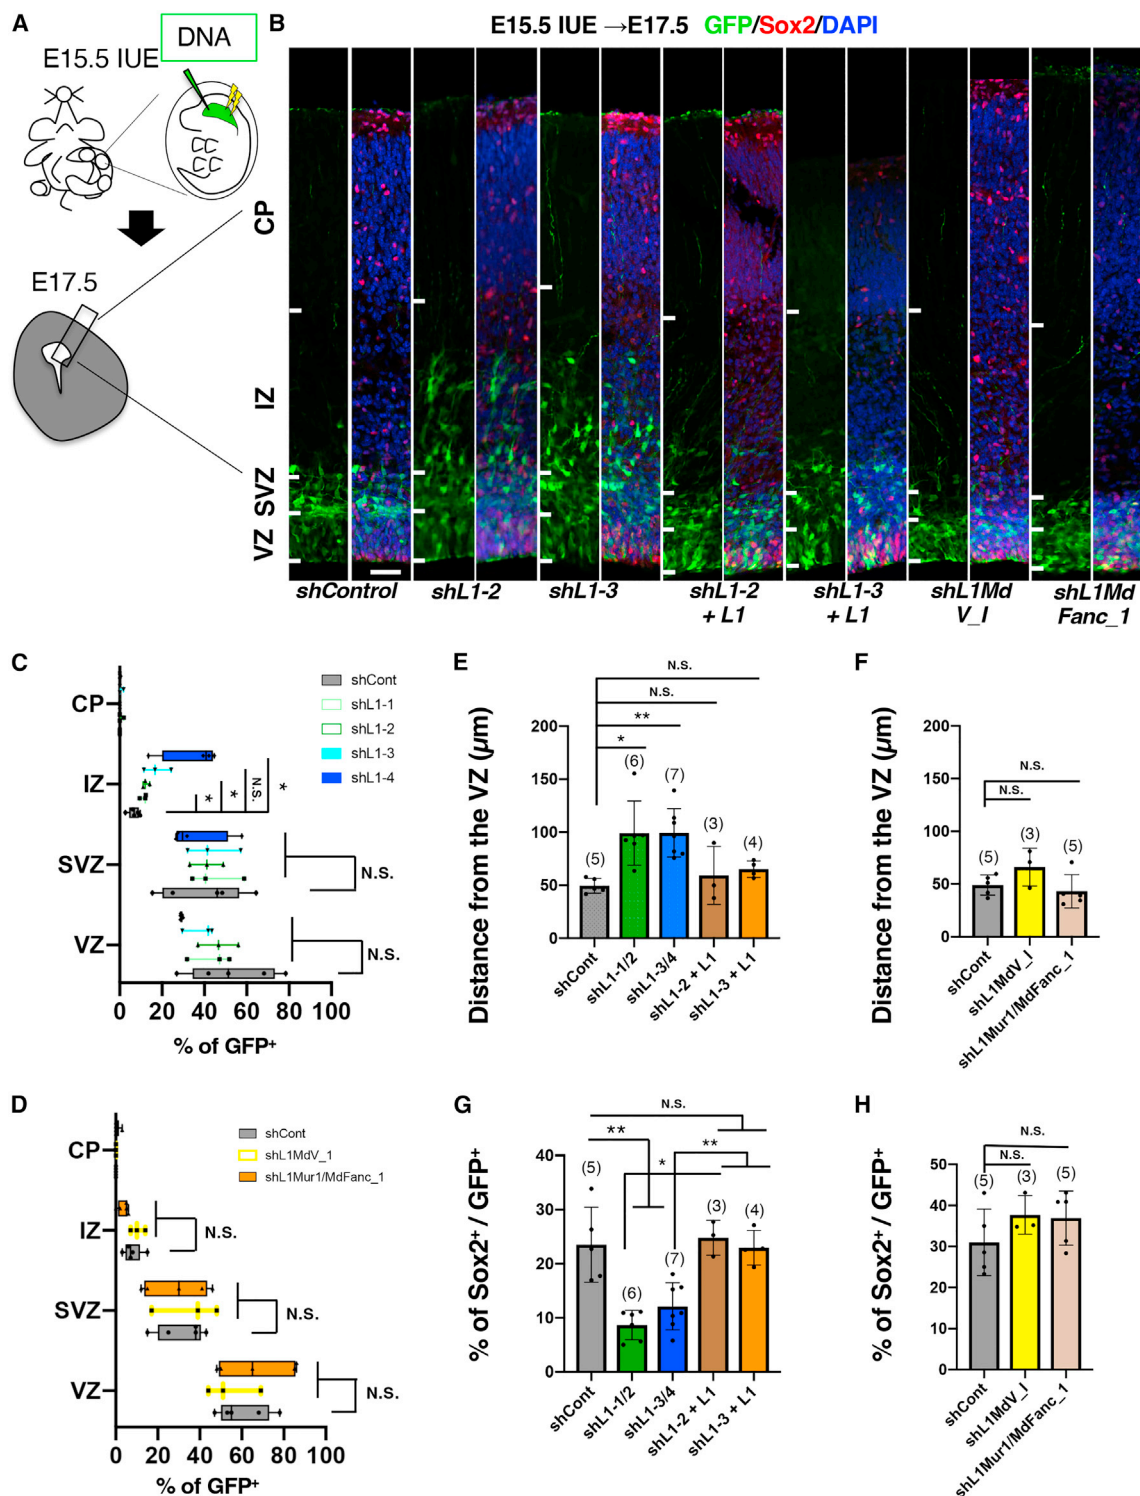 A
DNA
E15.5 IUE
E17.5
B
E15.5 IUE →E17.5 GFP/Sox2/DAPI
CP
IZ
SVZ
VZ
shControl
shL1-2
shL1-3
shL1-2
+ L1
shL1-3
+ L1
shL1Md
V_I
shL1Md
Fanc_1
C
CP
IZ
SVZ
VZ
shCont
shL1-1
shL1-2
shL1-3
shL1-4
*
*
N.S.
*
N.S.
N.S.
0 20 40 60 80 100
% of GFP+
E
Distance from the VZ (µm)
200
150
100
50
0
N.S.
N.S.
**
*
(5)
(6)
(7)
(3)
(4)
shCont
shL1-1/2
shL1-3/4
shL1-2 + L1
shL1-3 + L1
F
Distance from the VZ (µm)
200
150
100
50
0
N.S.
N.S.
(5)
(3)
(5)
shCont
shL1MdV_I
shL1Mur1/MdFanc_1
D
CP
IZ
SVZ
VZ
shCont
shL1MdV_1
shL1Mur1/MdFanc_1
N.S.
N.S.
N.S.
0 20 40 60 80 100
% of GFP+
G
% of Sox2+ / GFP+
40
30
20
10
0
N.S.
**
**
*
(5)
(6)
(7)
(3)
(4)
shCont
shL1-1/2
shL1-3/4
shL1-2 + L1
shL1-3 + L1
H
% of Sox2+ / GFP+
50
40
30
20
10
0
N.S.
N.S.
(5)
(3)
(5)
shCont
shL1MdV_I
shL1Mur1/MdFanc_1